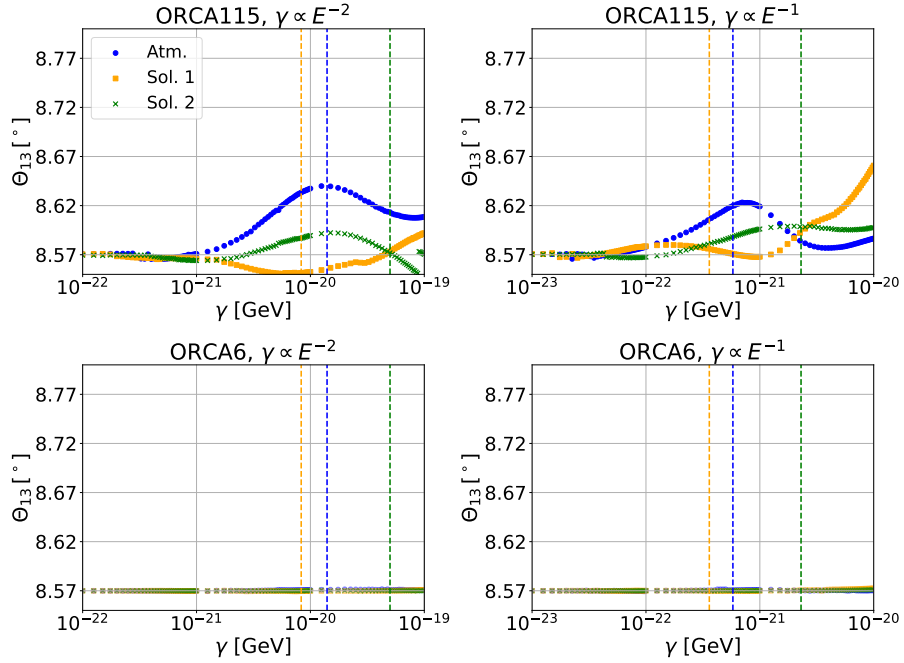 ORCA115, γ ∝ E⁻²
8.77
8.72
8.67
8.62
8.57
Θ₁₃ [°]
Atm.
Sol. 1
Sol. 2
10⁻²² 10⁻²¹ 10⁻²⁰ 10⁻¹⁹
γ [GeV]
ORCA115, γ ∝ E⁻¹
8.77
8.72
8.67
8.62
8.57
Θ₁₃ [°]
10⁻²³ 10⁻²² 10⁻²¹ 10⁻²⁰
γ [GeV]
ORCA6, γ ∝ E⁻²
8.77
8.72
8.67
8.62
8.57
Θ₁₃ [°]
10⁻²² 10⁻²¹ 10⁻²⁰ 10⁻¹⁹
γ [GeV]
ORCA6, γ ∝ E⁻¹
8.77
8.72
8.67
8.62
8.57
Θ₁₃ [°]
10⁻²³ 10⁻²² 10⁻²¹ 10⁻²⁰
γ [GeV]